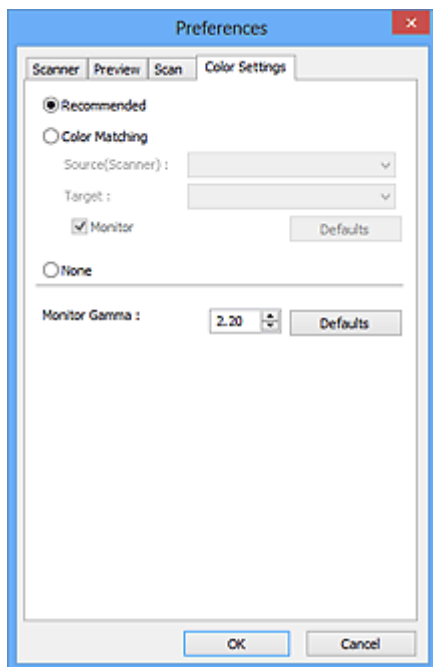 Preferences
Scanner Preview Scan Color Settings
Recommended
Color Matching
Source(Scanner) :
Target :
Monitor Defaults
None
Monitor Gamma : 2.20 Defaults
OK Cancel